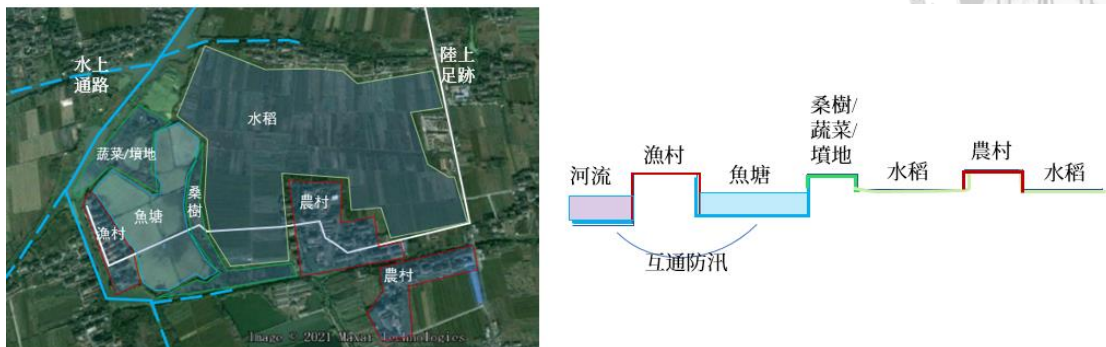 水上
通路
陸上
足跡
水稻
蔬菜/墳地
桑
樹
魚塘
漁
村
農村
農村
Image © 2021 Maxar Technologies
桑樹/
蔬菜/
墳地
漁村
農村
河流
魚塘
水稻
水稻
互通防汛